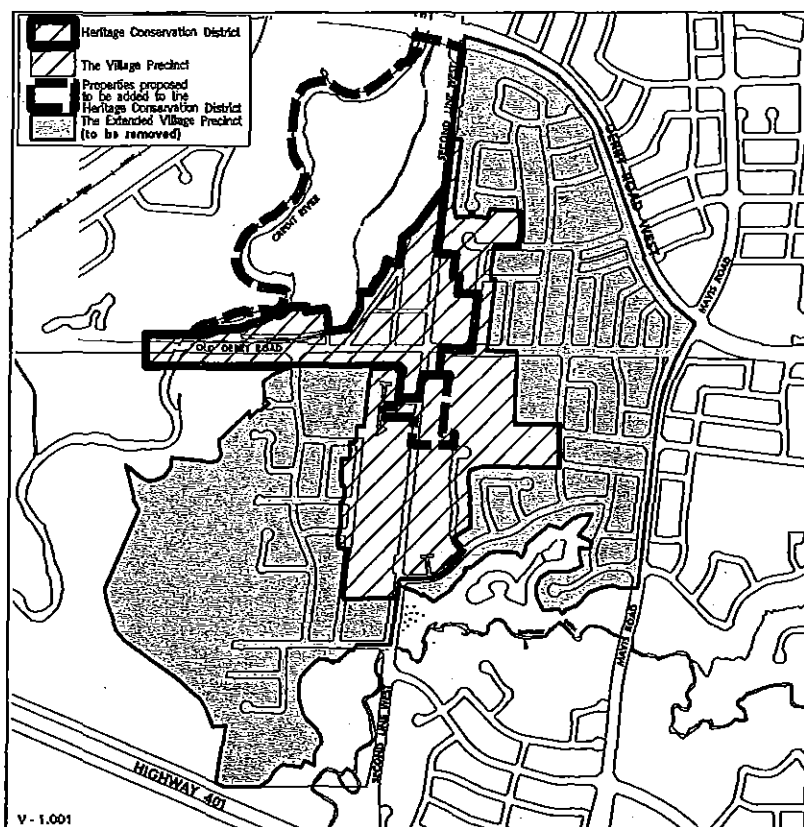 Heritage Conservation District
The Village Precinct
Properties proposed
to be added to the
Heritage Conservation District
The Extended Village Precinct
(to be removed)
SECOND LINE WEST
DERRY ROAD WEST
CREDIT RIVER
MAVIS ROAD
OLD DERRY ROAD
MAVIS ROAD
SECOND LINE WEST
HIGHWAY 401
V - 1.001